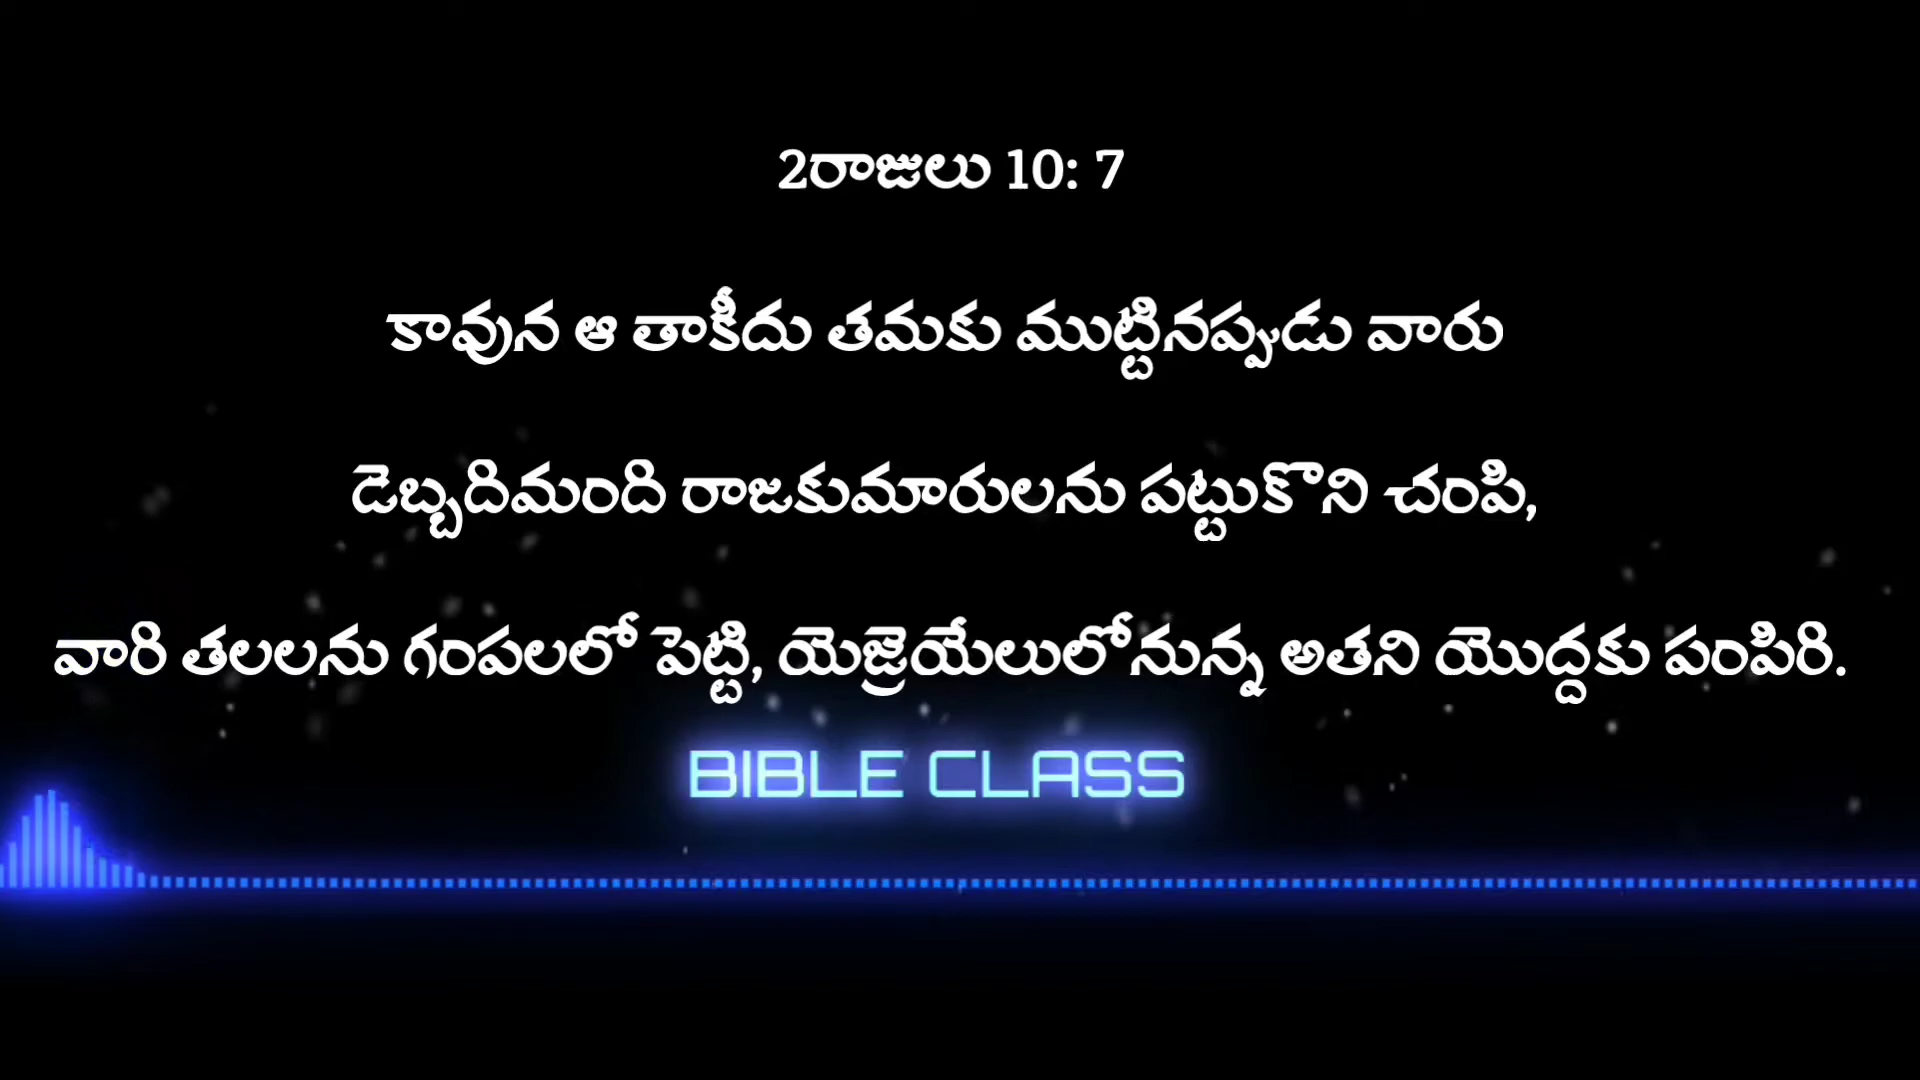 2రాజులు 10: 7
కావున ఆ తాకీదు తమకు ముట్టినప్పుడు వారు
డెబ్బదిమంది రాజకుమారులను పట్టుకొని చంపి,
వారి తలలను గంపలలో పెట్టి, యెజ్రెయేలులోనున్న అతని యొద్దకు పంపిరి.
BIBLE CLASS